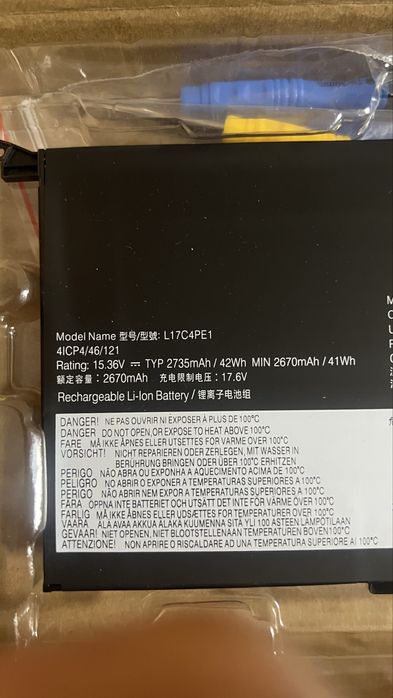 Model Name 型号/型號: L17C4PE1
4ICP4/46/121
Rating: 15.36V ⎓ TYP 2735mAh / 42Wh MIN 2670mAh / 41Wh
额定容量：2670mAh 充电限制电压：17.6V
Rechargeable Li-Ion Battery / 锂离子电池组
DANGER! NE PAS OUVRIR NI EXPOSER À PLUS DE 100°C
DANGER DO NOT OPEN, OR EXPOSE TO HEAT ABOVE 100°C
FARE MÅ IKKE ÅPNES ELLER UTSETTES FOR VARME OVER 100°C
VORSICHT! NICHT REPARIEREN ODER ZERLEGEN, MIT WASSER IN
BERÜHRUNG BRINGEN ODER ÜBER 100°C ERHITZEN
PERIGO NÃO ABRA OU EXPONHA A AQUECIMENTO ACIMA DE 100°C
PELIGRO NO ABRIR O EXPONER A TEMPERATURAS SUPERIORES A 100°C
PERIGO NÃO ABRIR NEM EXPOR A TEMPERATURAS SUPERIORES A 100°C
FARA ÖPPNA INTE BATTERIET OCH UTSÄTT DET INTE FÖR VÄRME ÖVER 100°C
FARLIG MÅ IKKE ÅBNES ELLER UDSÆTTES FOR TEMPERATURER OVER 100°C
VAARA ÄLÄ AVAA AKKUA ÄLÄKÄ KUUMENNA SITÄ YLI 100 ASTEEN LÄMPÖTILAAN
GEVAAR! NIET OPENEN, NIET BLOOTSTELLEN AAN TEMPERATUREN BOVEN 100°C
ATTENZIONE! NON APRIRE O RISCALDARE AD UNA TEMPERATURA SUPERIORE AI 100°C